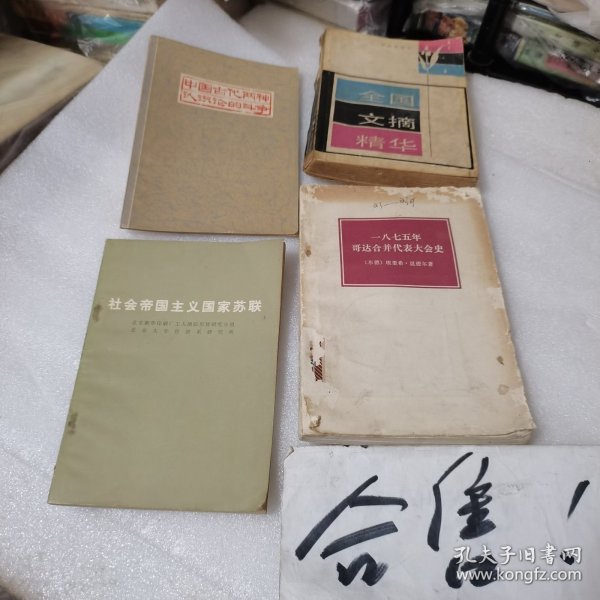 中国古代两种
认识论的斗争
全国
文摘
精华
一八七五年
哥达合并代表大会史
社会帝国主义国家苏联
合售!
孔夫子旧书网
www.kongfz.com